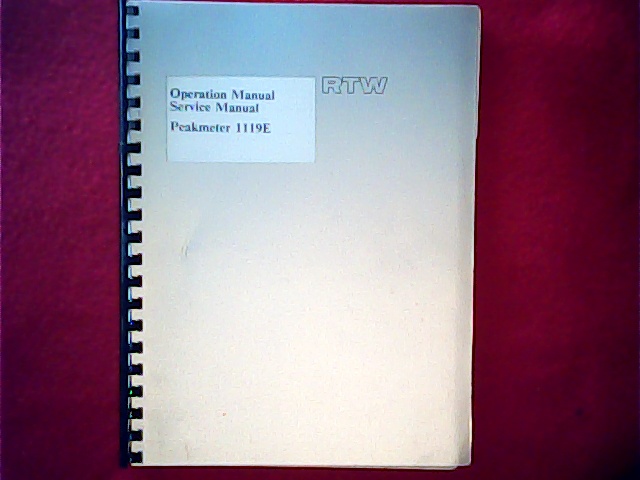 RTW
Operation Manual
Service Manual
Peakmeter 1119E